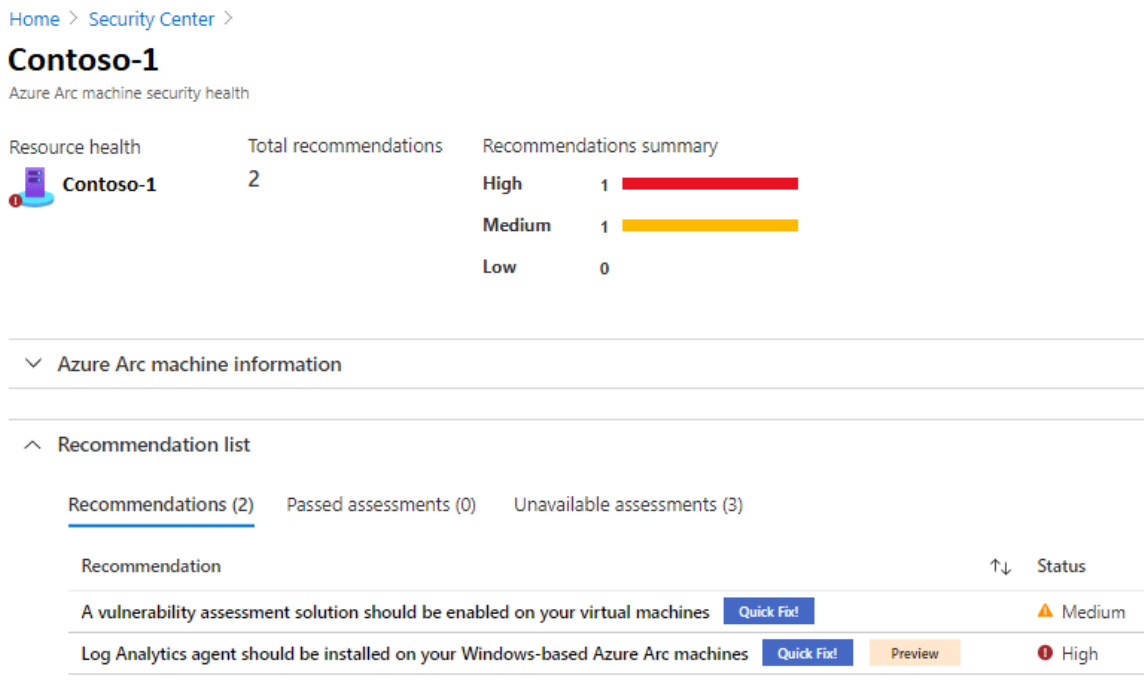 Home > Security Center >
Contoso-1
Azure Arc machine security health
Resource health
Contoso-1
Total recommendations
2
Recommendations summary
High 1
Medium 1
Low 0
Azure Arc machine information
Recommendation list
Recommendations (2) Passed assessments (0) Unavailable assessments (3)
Recommendation ↑↓ Status
A vulnerability assessment solution should be enabled on your virtual machines Quick Fix! Medium
Log Analytics agent should be installed on your Windows-based Azure Arc machines Quick Fix! Preview High